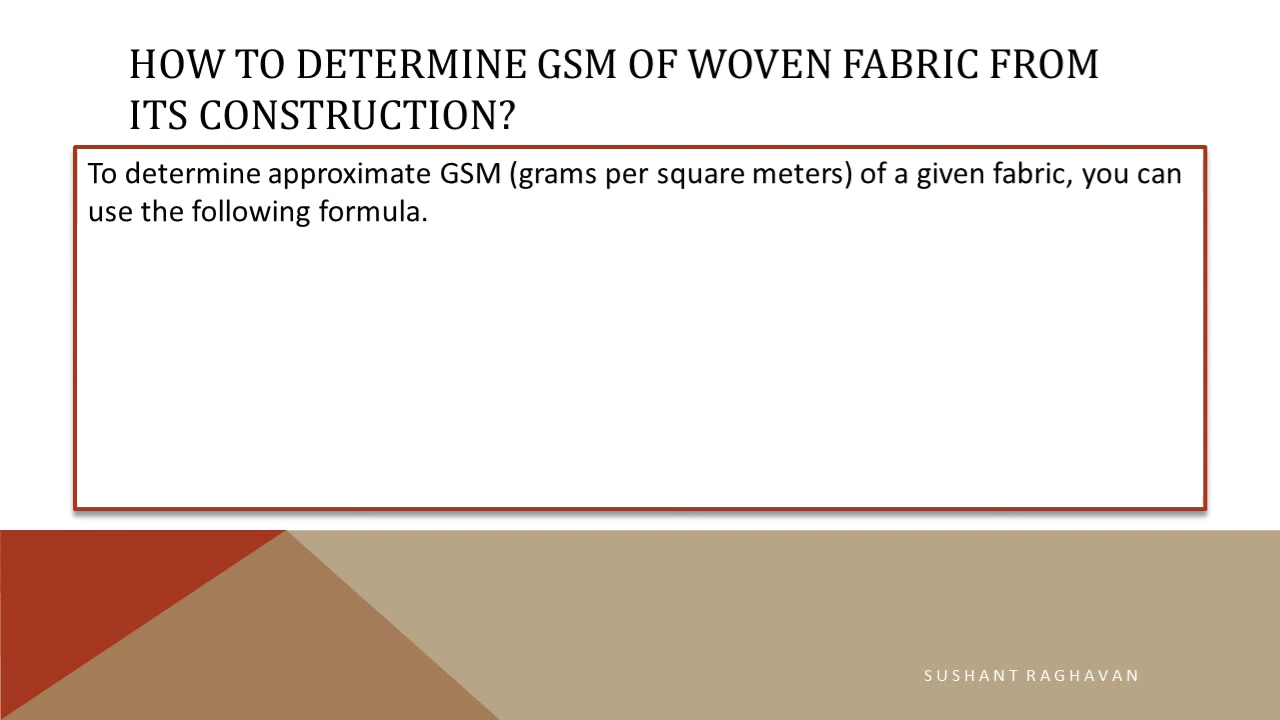 HOW TO DETERMINE GSM OF WOVEN FABRIC FROM
ITS CONSTRUCTION?
To determine approximate GSM (grams per square meters) of a given fabric, you can
use the following formula.
SUSHANT RAGHAVAN